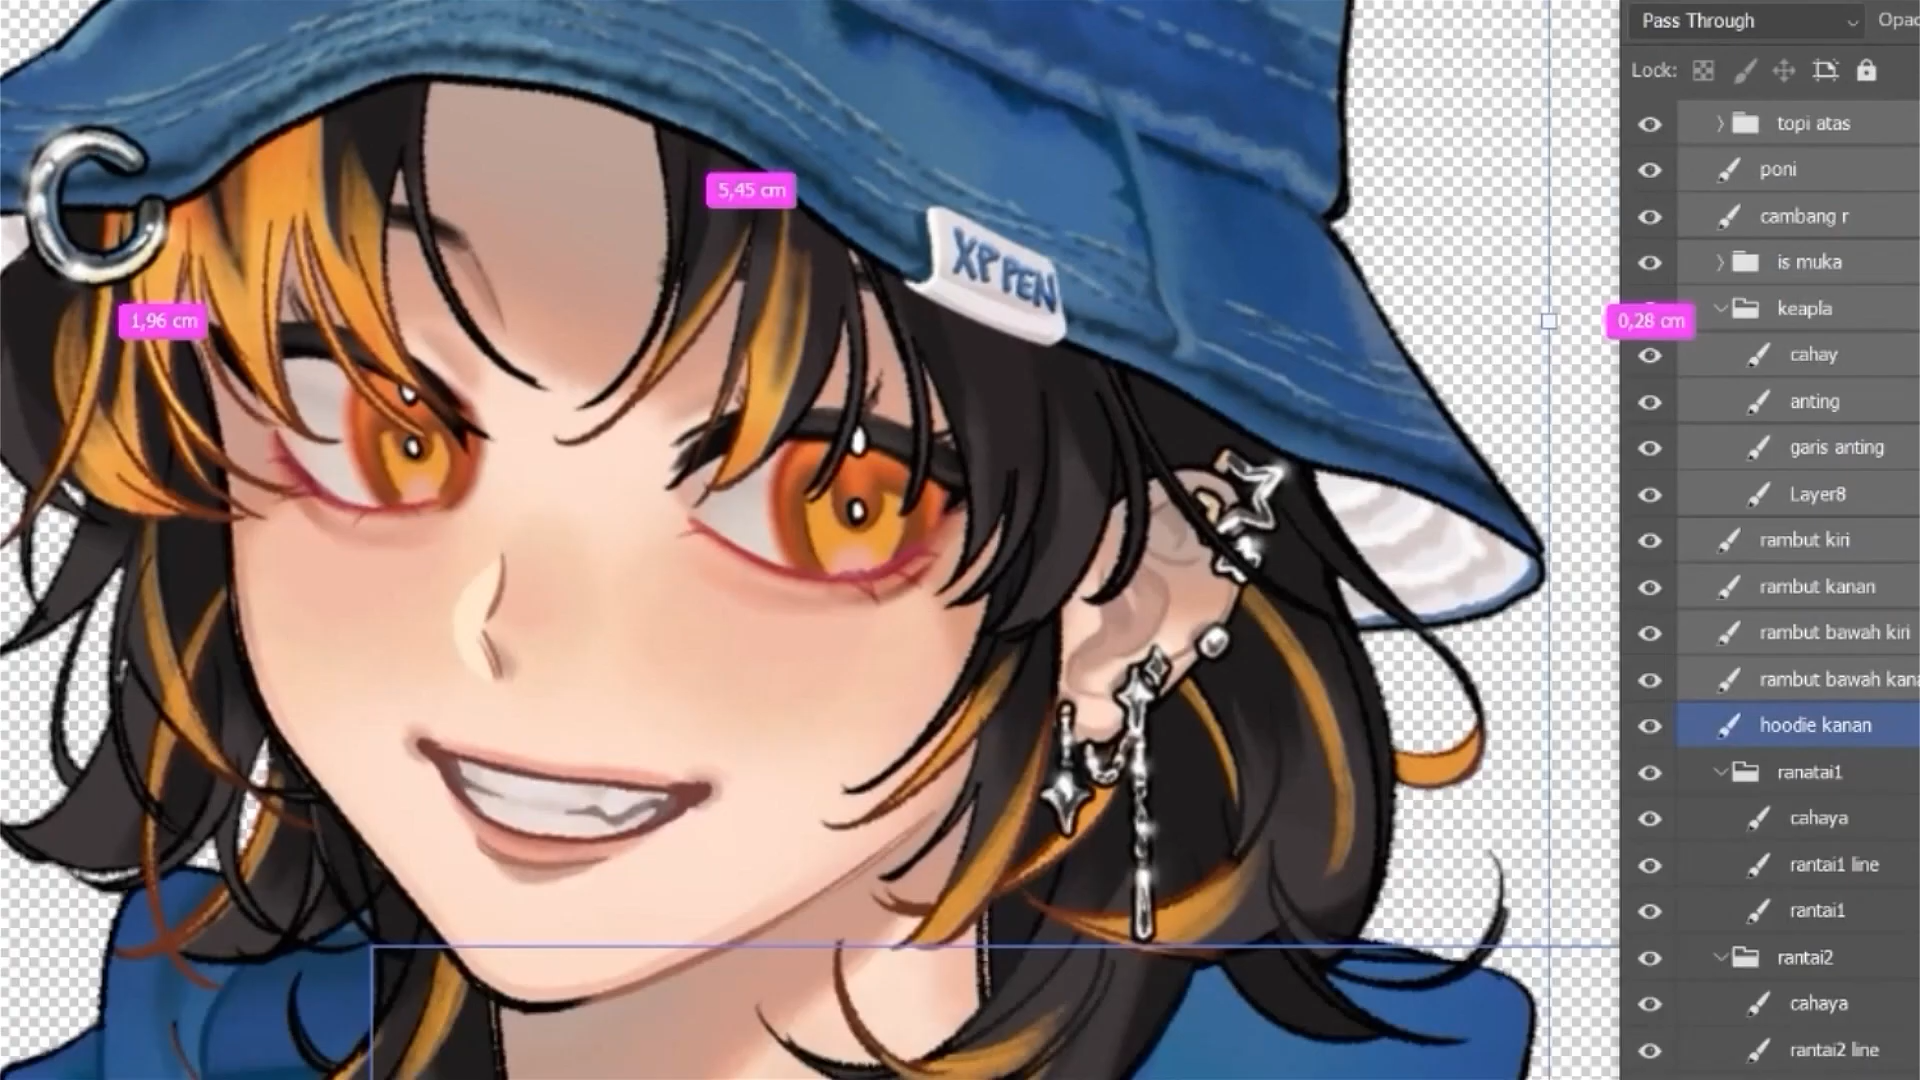 Pass Through
Opac
Lock:
topi atas
poni
cambang r
is muka
keapla
cahay
anting
garis anting
Layer8
rambut kiri
rambut kanan
rambut bawah kiri
rambut bawah kana
hoodie kanan
ranatai1
cahaya
rantai1 line
rantai1
rantai2
cahaya
rantai2 line
5,45 cm
XP PEN
1,96 cm
0,28 cm